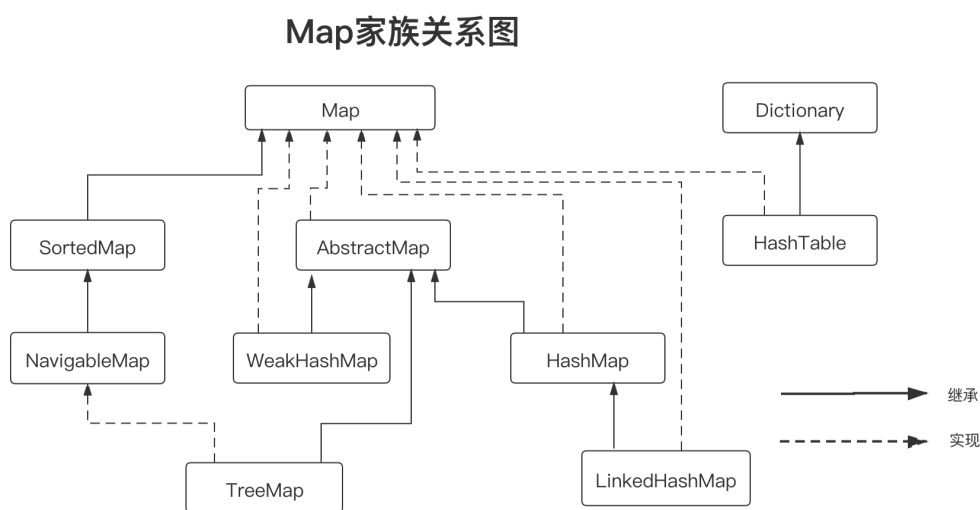 Map家族关系图
Map
Dictionary
SortedMap
AbstractMap
HashTable
NavigableMap
WeakHashMap
HashMap
继承
实现
TreeMap
LinkedHashMap